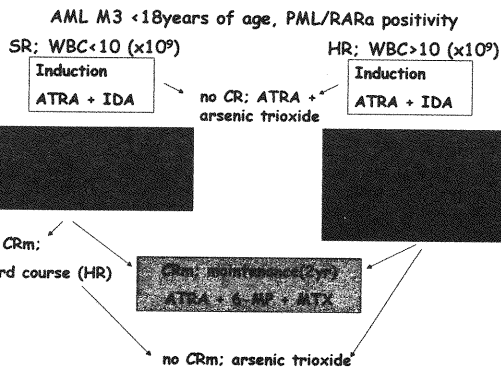 AML M3 <18years of age, PML/RARa positivity
SR; WBC<10 (x10⁹)
HR; WBC>10 (x10⁹)
Induction
ATRA + IDA
no CR; ATRA +
arsenic trioxide
Induction
ATRA + IDA
CRm;
rd course (HR)
CRm; maintenance(2yr)
ATRA + 6 MP + MTX
no CRm; arsenic trioxide